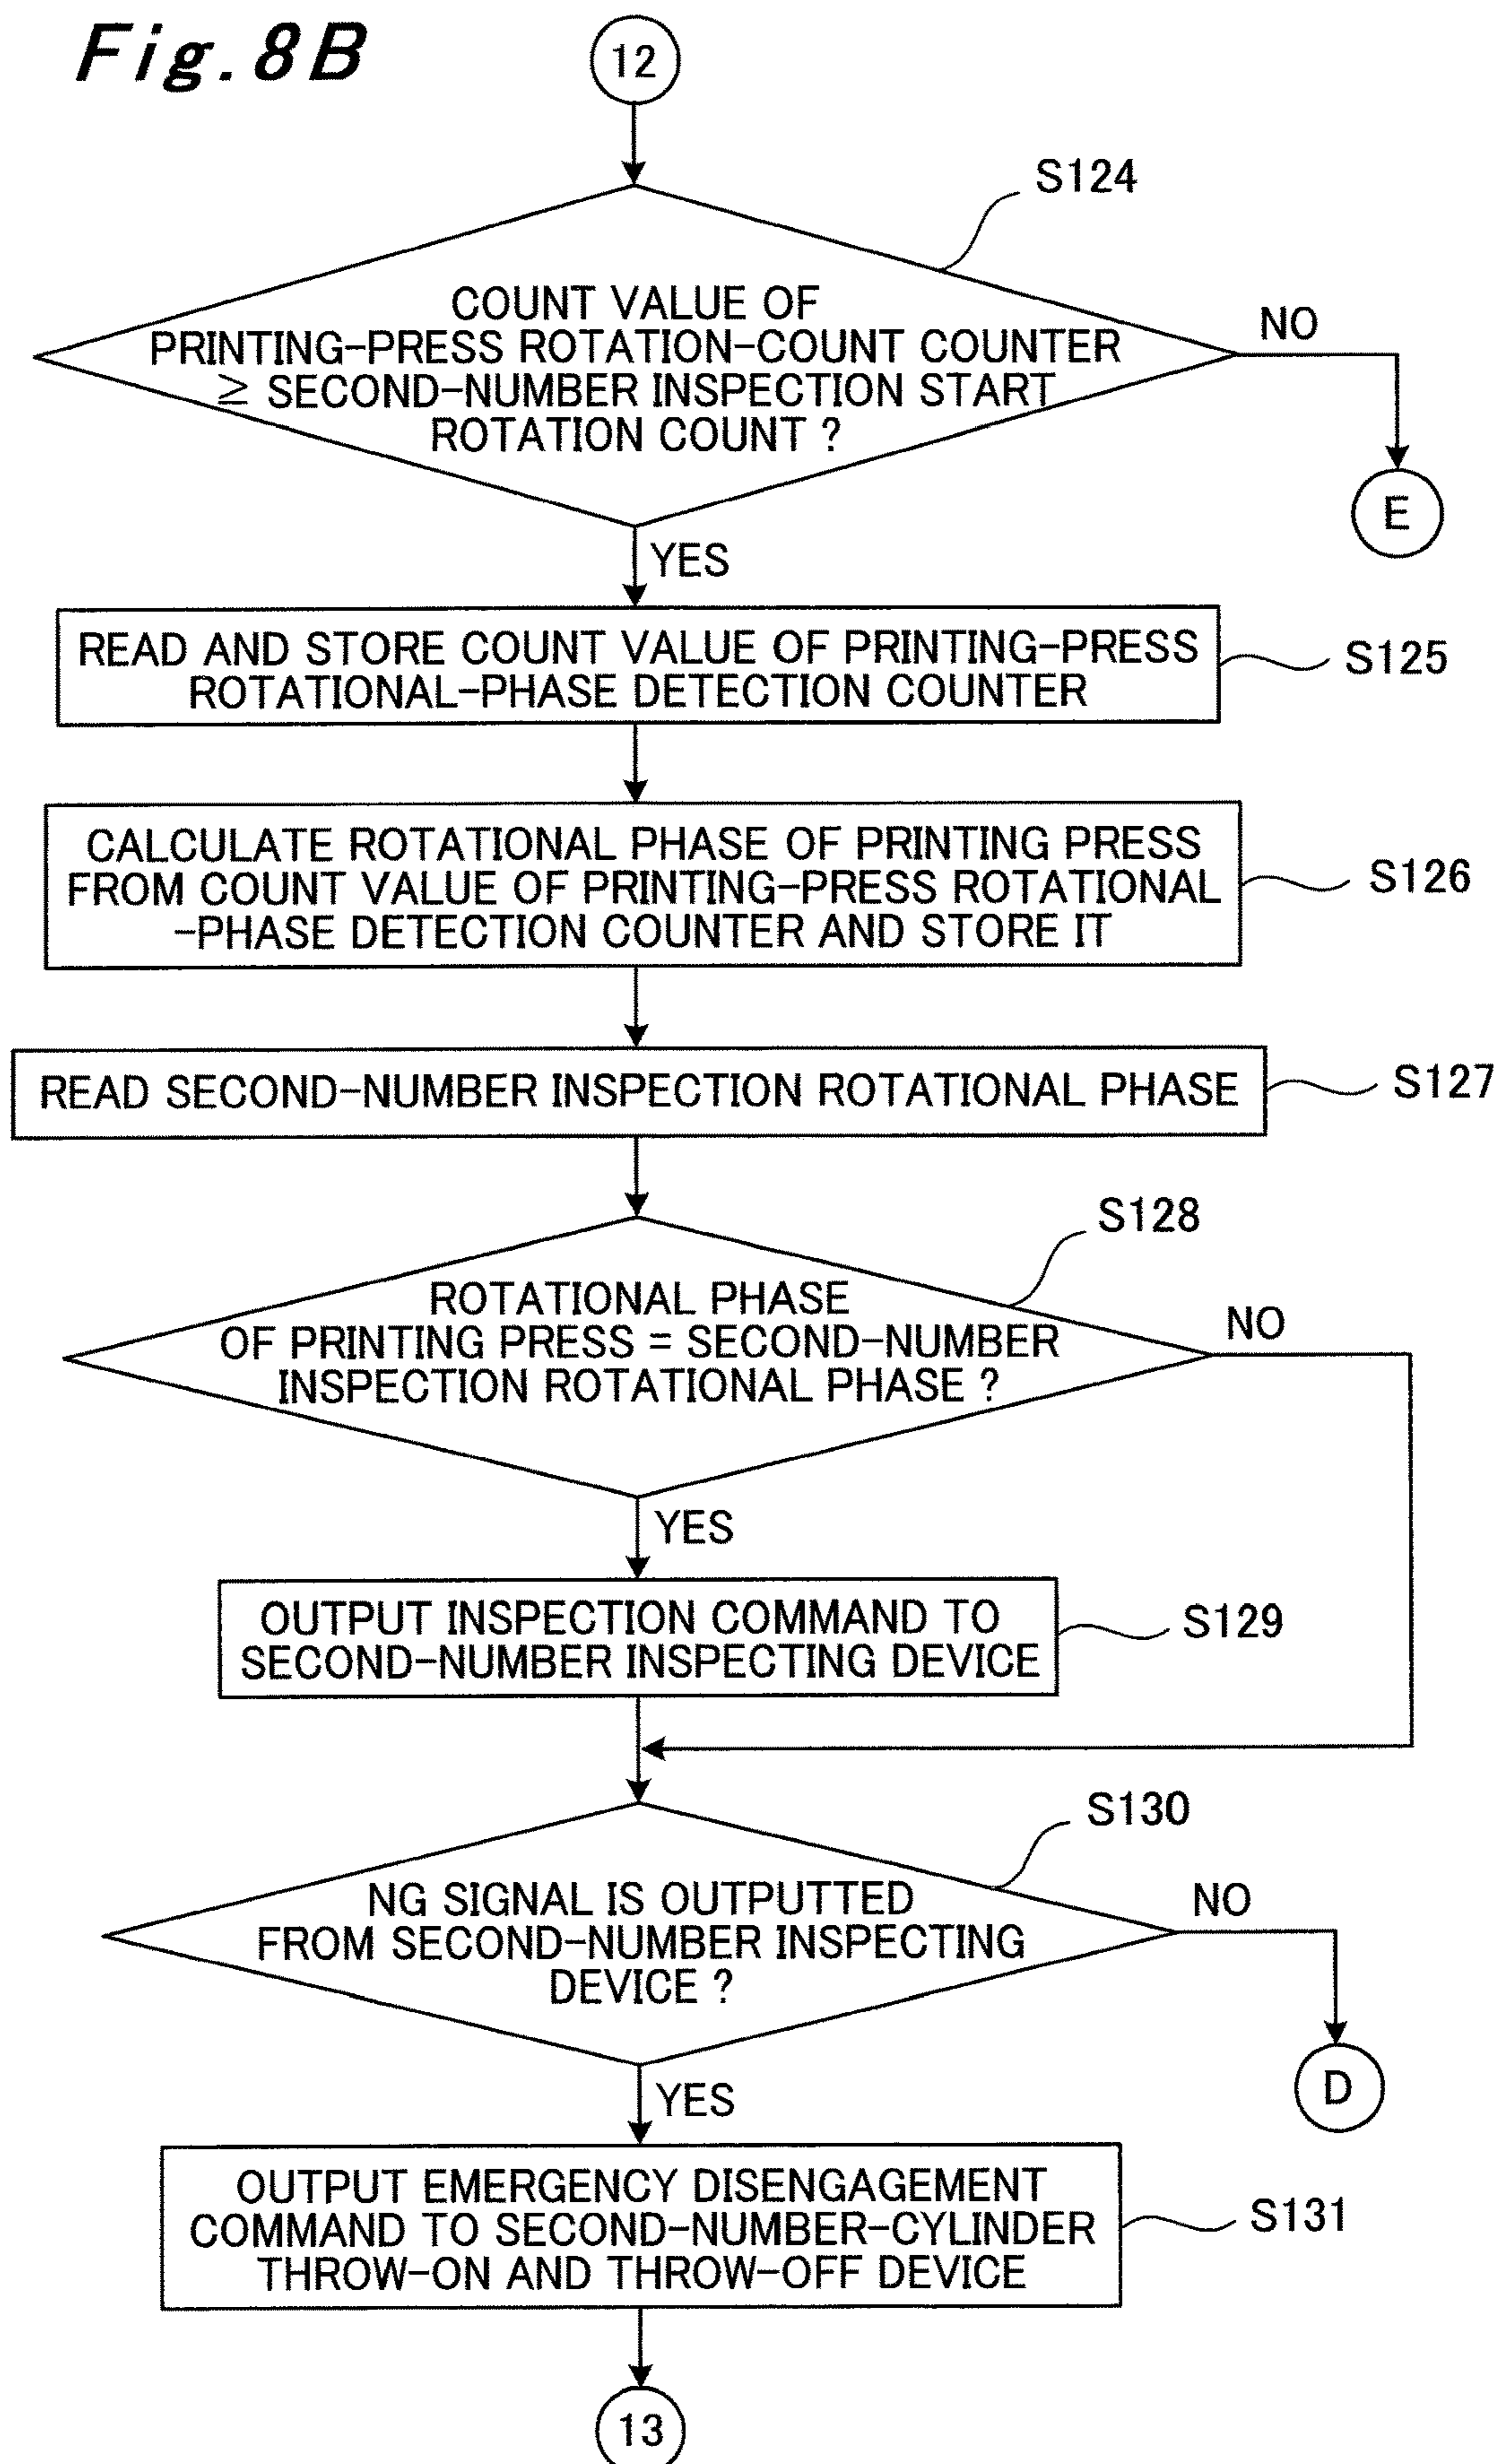 Fig. 8B
12
S124
COUNT VALUE OF
PRINTING-PRESS ROTATION-COUNT COUNTER
≥ SECOND-NUMBER INSPECTION START
ROTATION COUNT ?
NO
E
YES
READ AND STORE COUNT VALUE OF PRINTING-PRESS
ROTATIONAL-PHASE DETECTION COUNTER
S125
CALCULATE ROTATIONAL PHASE OF PRINTING PRESS
FROM COUNT VALUE OF PRINTING-PRESS ROTATIONAL
-PHASE DETECTION COUNTER AND STORE IT
S126
READ SECOND-NUMBER INSPECTION ROTATIONAL PHASE
S127
S128
ROTATIONAL PHASE
OF PRINTING PRESS = SECOND-NUMBER
INSPECTION ROTATIONAL PHASE ?
NO
YES
OUTPUT INSPECTION COMMAND TO
SECOND-NUMBER INSPECTING DEVICE
S129
S130
NG SIGNAL IS OUTPUTTED
FROM SECOND-NUMBER INSPECTING
DEVICE ?
NO
D
YES
OUTPUT EMERGENCY DISENGAGEMENT
COMMAND TO SECOND-NUMBER-CYLINDER
THROW-ON AND THROW-OFF DEVICE
S131
13